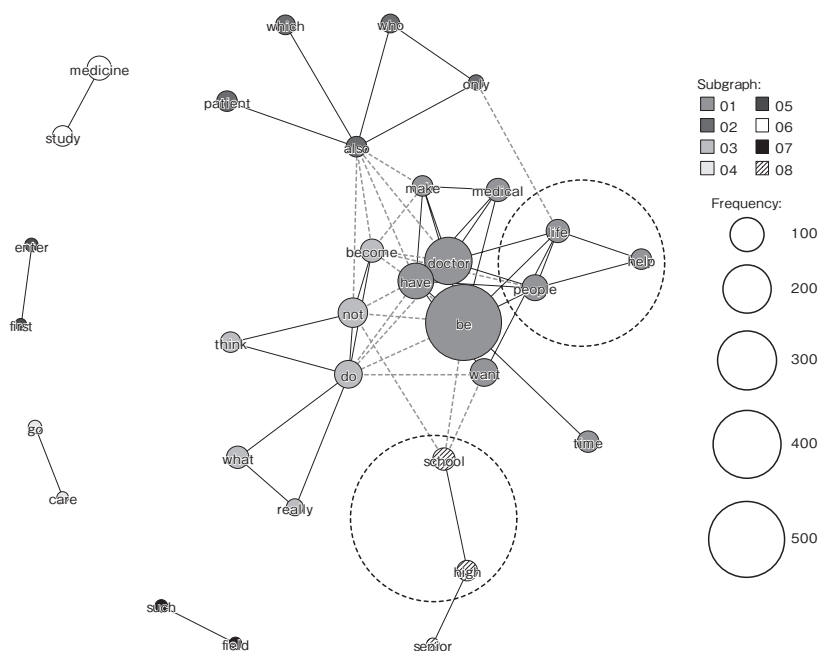 which
who
medicine
only
patient
study
also
make
medical
life
enter
become
doctor
help
have
people
first
not
be
think
do
want
go
time
what
school
care
really
high
such
field
senior
Subgraph:
01
05
02
06
03
07
04
08
Frequency:
100
200
300
400
500